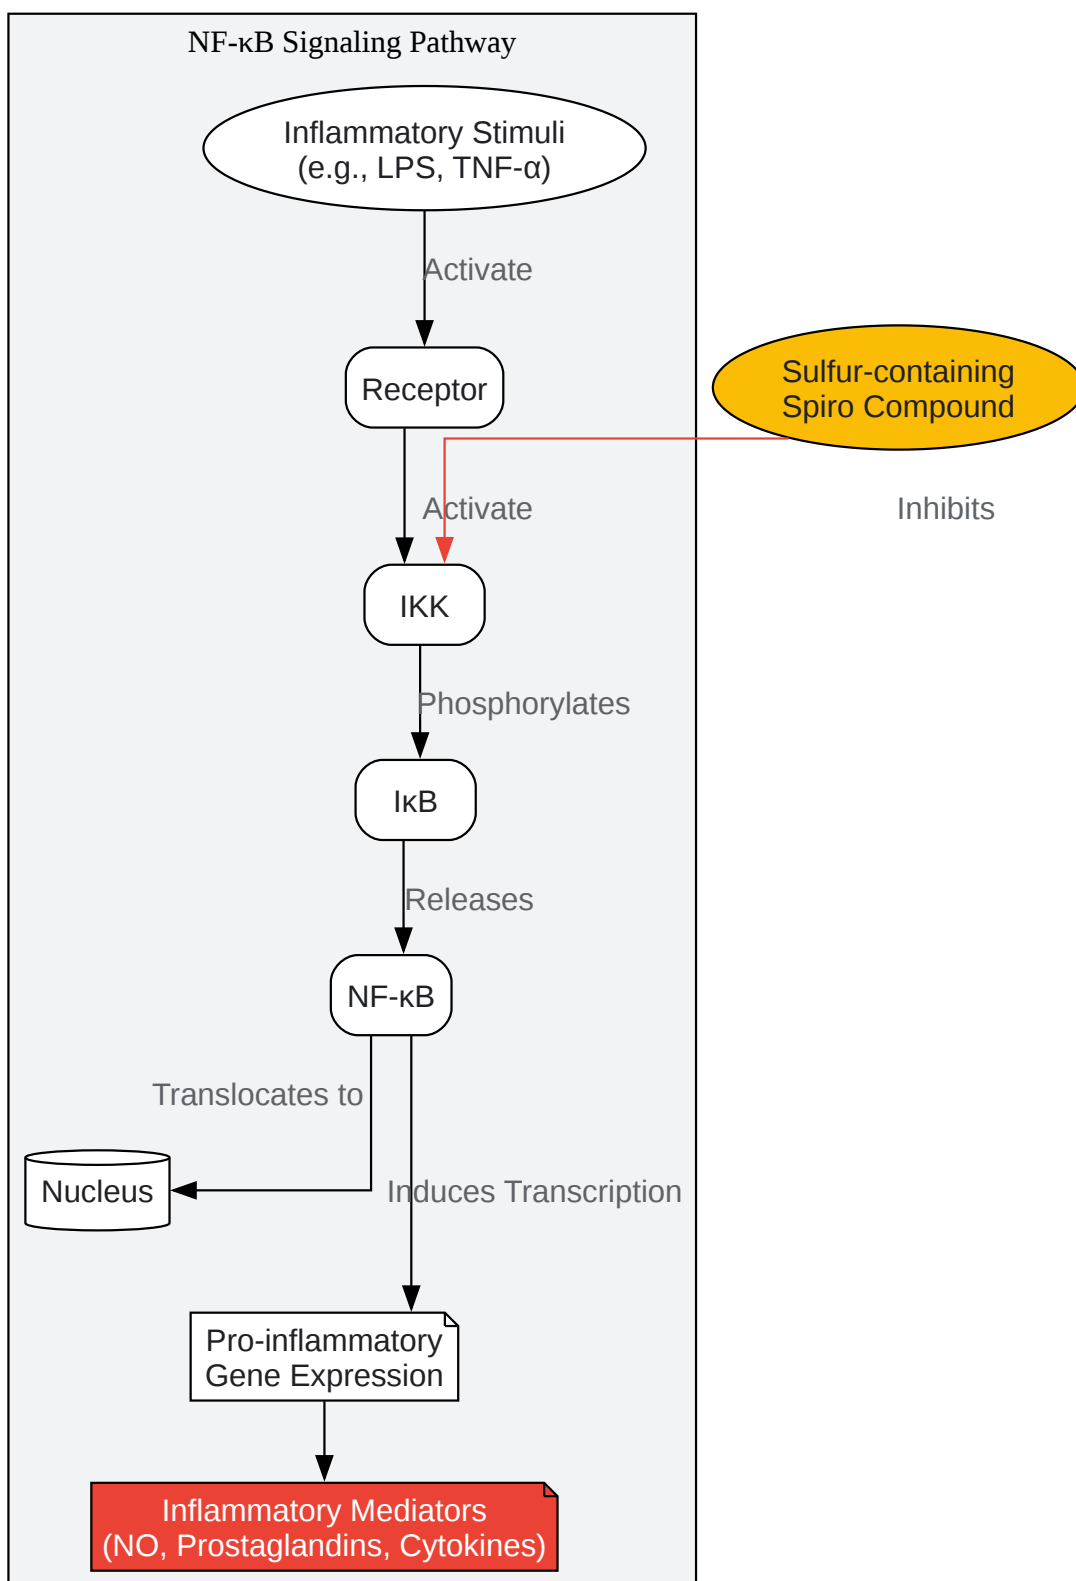 NF-κB Signaling Pathway
Inflammatory Stimuli
(e.g., LPS, TNF-α)
Activate
Receptor
Sulfur-containing
Spiro Compound
Activate
Inhibits
IKK
Phosphorylates
IκB
Releases
NF-κB
Translocates to
Nucleus
Induces Transcription
Pro-inflammatory
Gene Expression
Inflammatory Mediators
(NO, Prostaglandins, Cytokines)